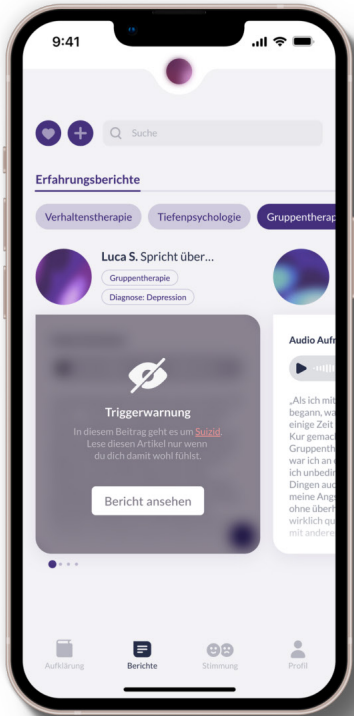 9:41
Suche
Erfahrungsberichte
Verhaltenstherapie
Tiefenpsychologie
Gruppentherap
Luca S. Spricht über...
Gruppentherapie
Diagnose: Depression
Triggerwarnung
In diesem Beitrag geht es um Suizid.
Lese diesen Artikel nur wenn
du dich damit wohl fühlst.
Bericht ansehen
Audio Aufn
„Als ich mit
begann, wa
einige Zeit
Kur gemac
Gruppenth
war ich an
ich unbedin
Dingen auc
meine Angs
ohne überh
wirklich qu
mit andere
Aufklärung
Berichte
Stimmung
Profil